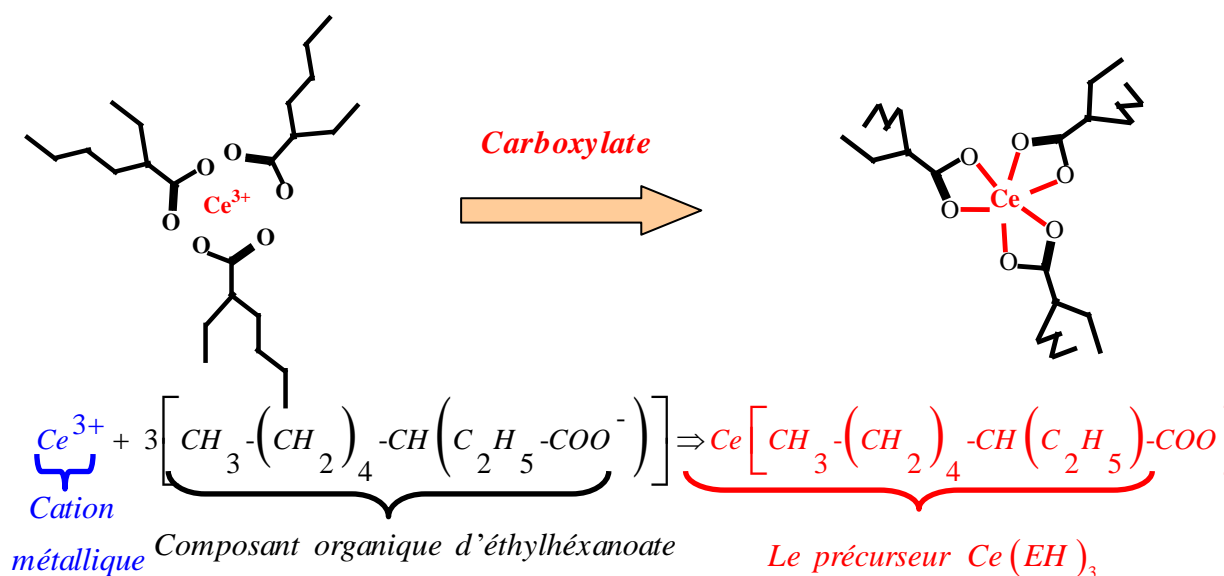 Carboxylate
O O
O O
O O
Ce³⁺
O O
O O
O O
Ce
Ce³⁺ + 3[CH₃-(CH₂)₄-CH(C₂H₅-COO⁻)] ⇒ Ce[CH₃-(CH₂)₄-CH(C₂H₅)-COO
Cation
métallique
Composant organique d'éthylhéxanoate
Le précurseur Ce(EH)₃